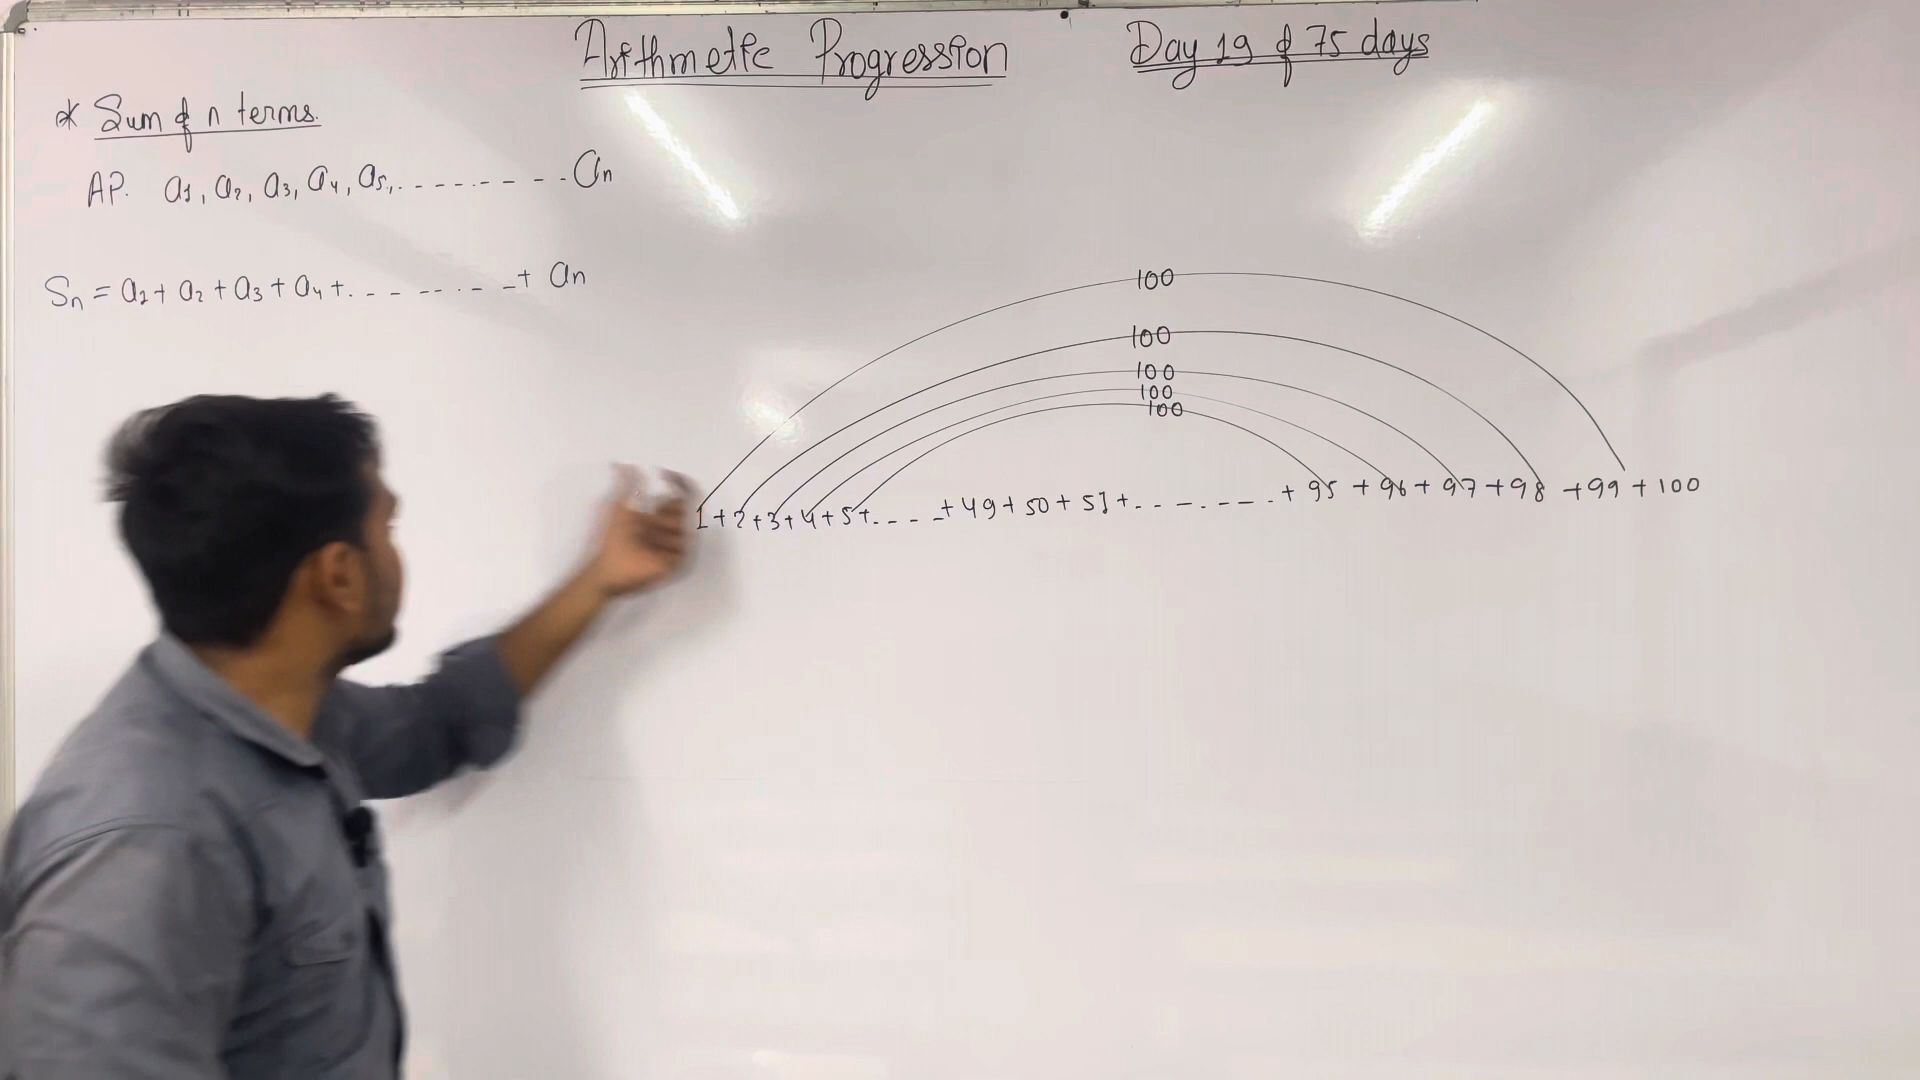 Arithmetic Progression
Day 19 of 75 days
* Sum of n terms.
AP. a1, a2, a3, a4, a5, . - - - - - - - - . an
Sn = a1 + a2 + a3 + a4 + . - - - - - . - - + an
100
100
100
100
100
1 + 2 + 3 + 4 + 5 + . - - - + 49 + 50 + 51 + . - - - . - - - . + 95 + 96 + 97 + 98 + 99 + 100